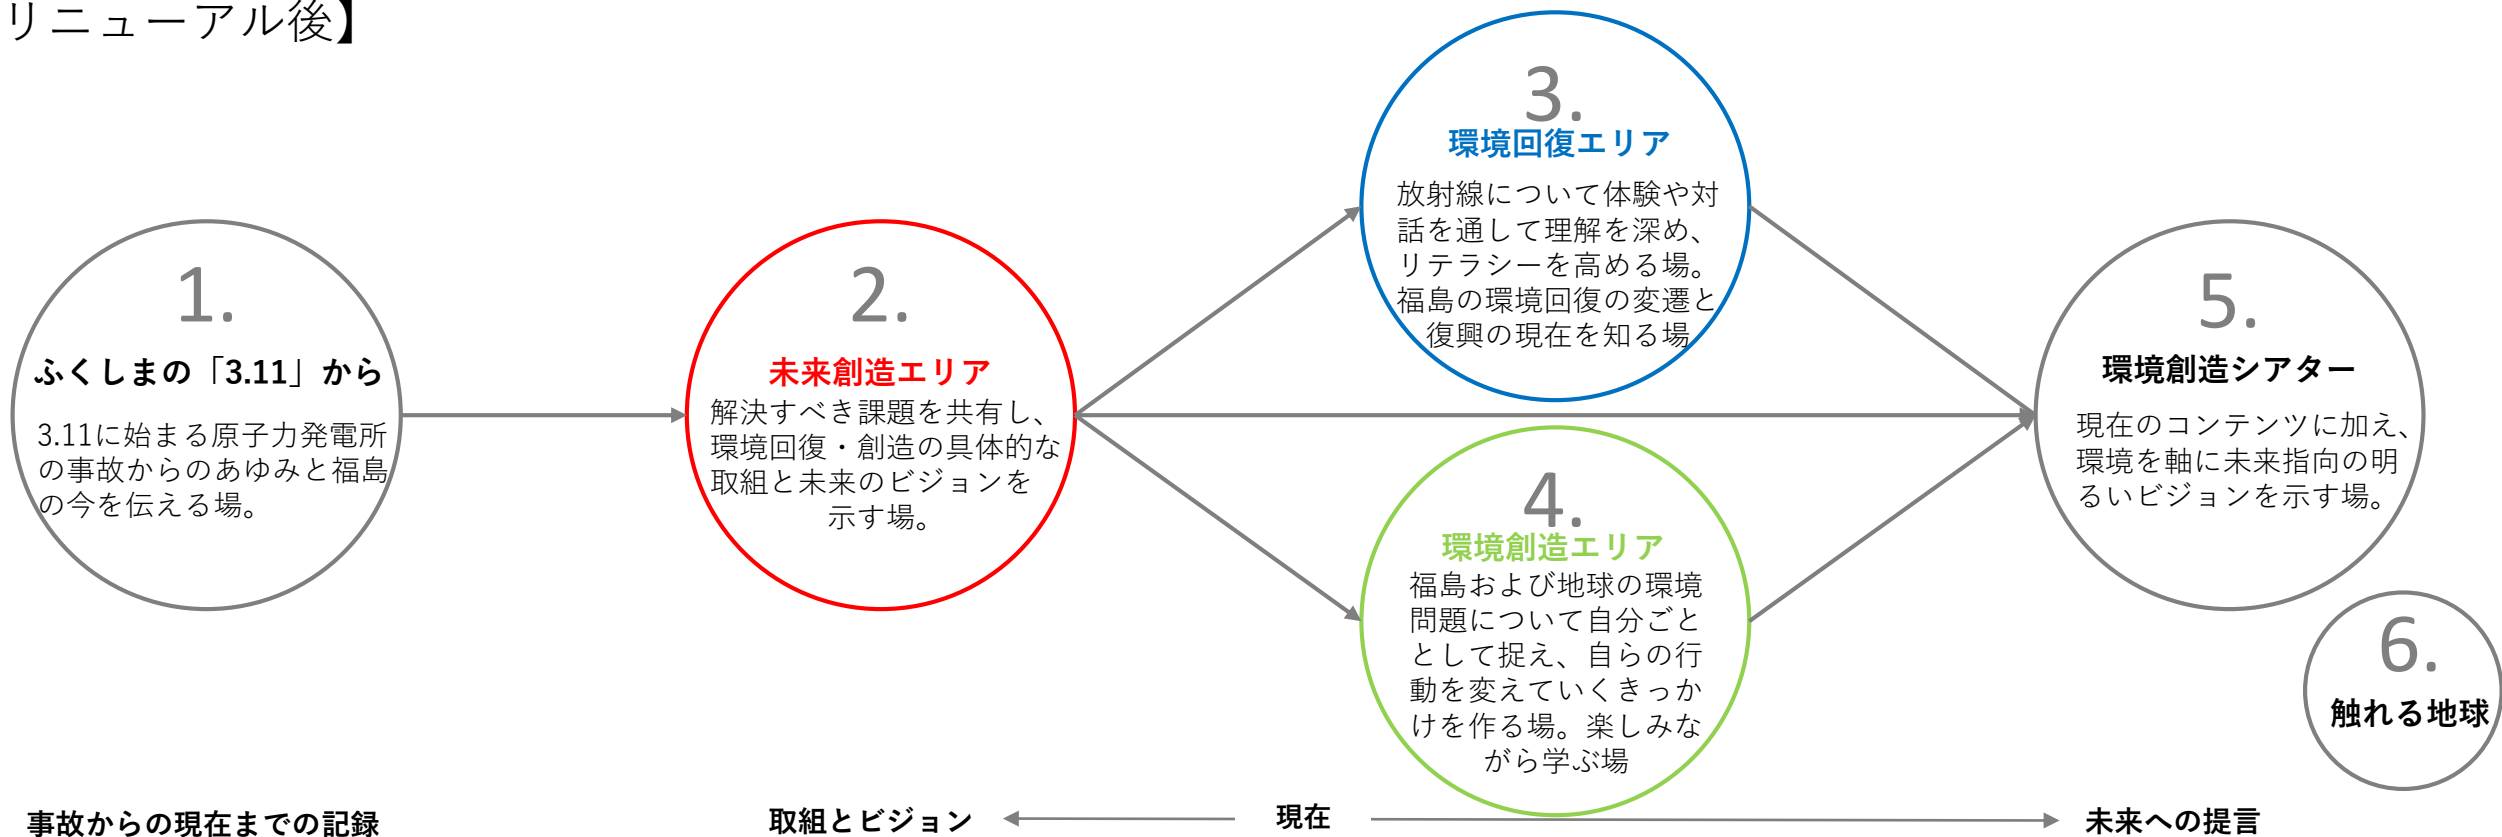 リニューアル後】
1.
ふくしまの「3.11」から
3.11に始まる原子力発電所
の事故からのあゆみと福島
の今を伝える場。
2.
未来創造エリア
解決すべき課題を共有し、
環境回復・創造の具体的な
取組と未来のビジョンを
示す場。
3.
環境回復エリア
放射線について体験や対
話を通して理解を深め、
リテラシーを高める場。
福島の環境回復の変遷と
復興の現在を知る場
4.
環境創造エリア
福島および地球の環境
問題について自分ごと
として捉え、自らの行
動を変えていくきっか
けを作る場。楽しみな
がら学ぶ場
5.
環境創造シアター
現在のコンテンツに加え、
環境を軸に未来指向の明
るいビジョンを示す場。
6.
触れる地球
事故からの現在までの記録
取組とビジョン
現在
未来への提言